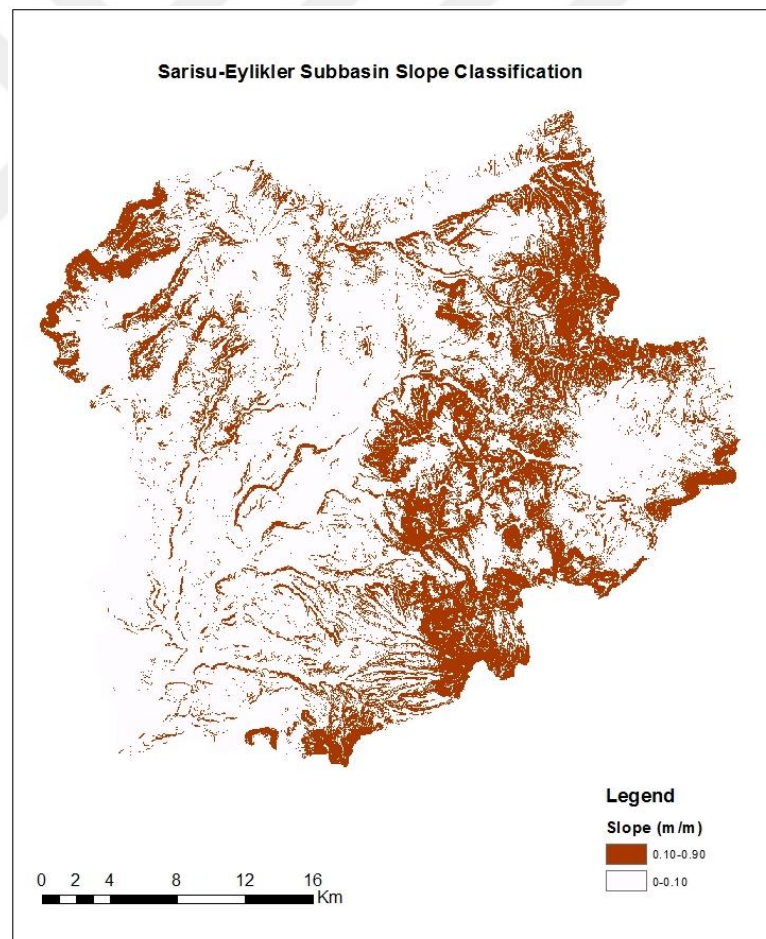 Sarisu-Eylikler Subbasin Slope Classification
Legend
Slope (m/m)
0.10-0.90
0-0.10
0 2 4 8 12 16
Km